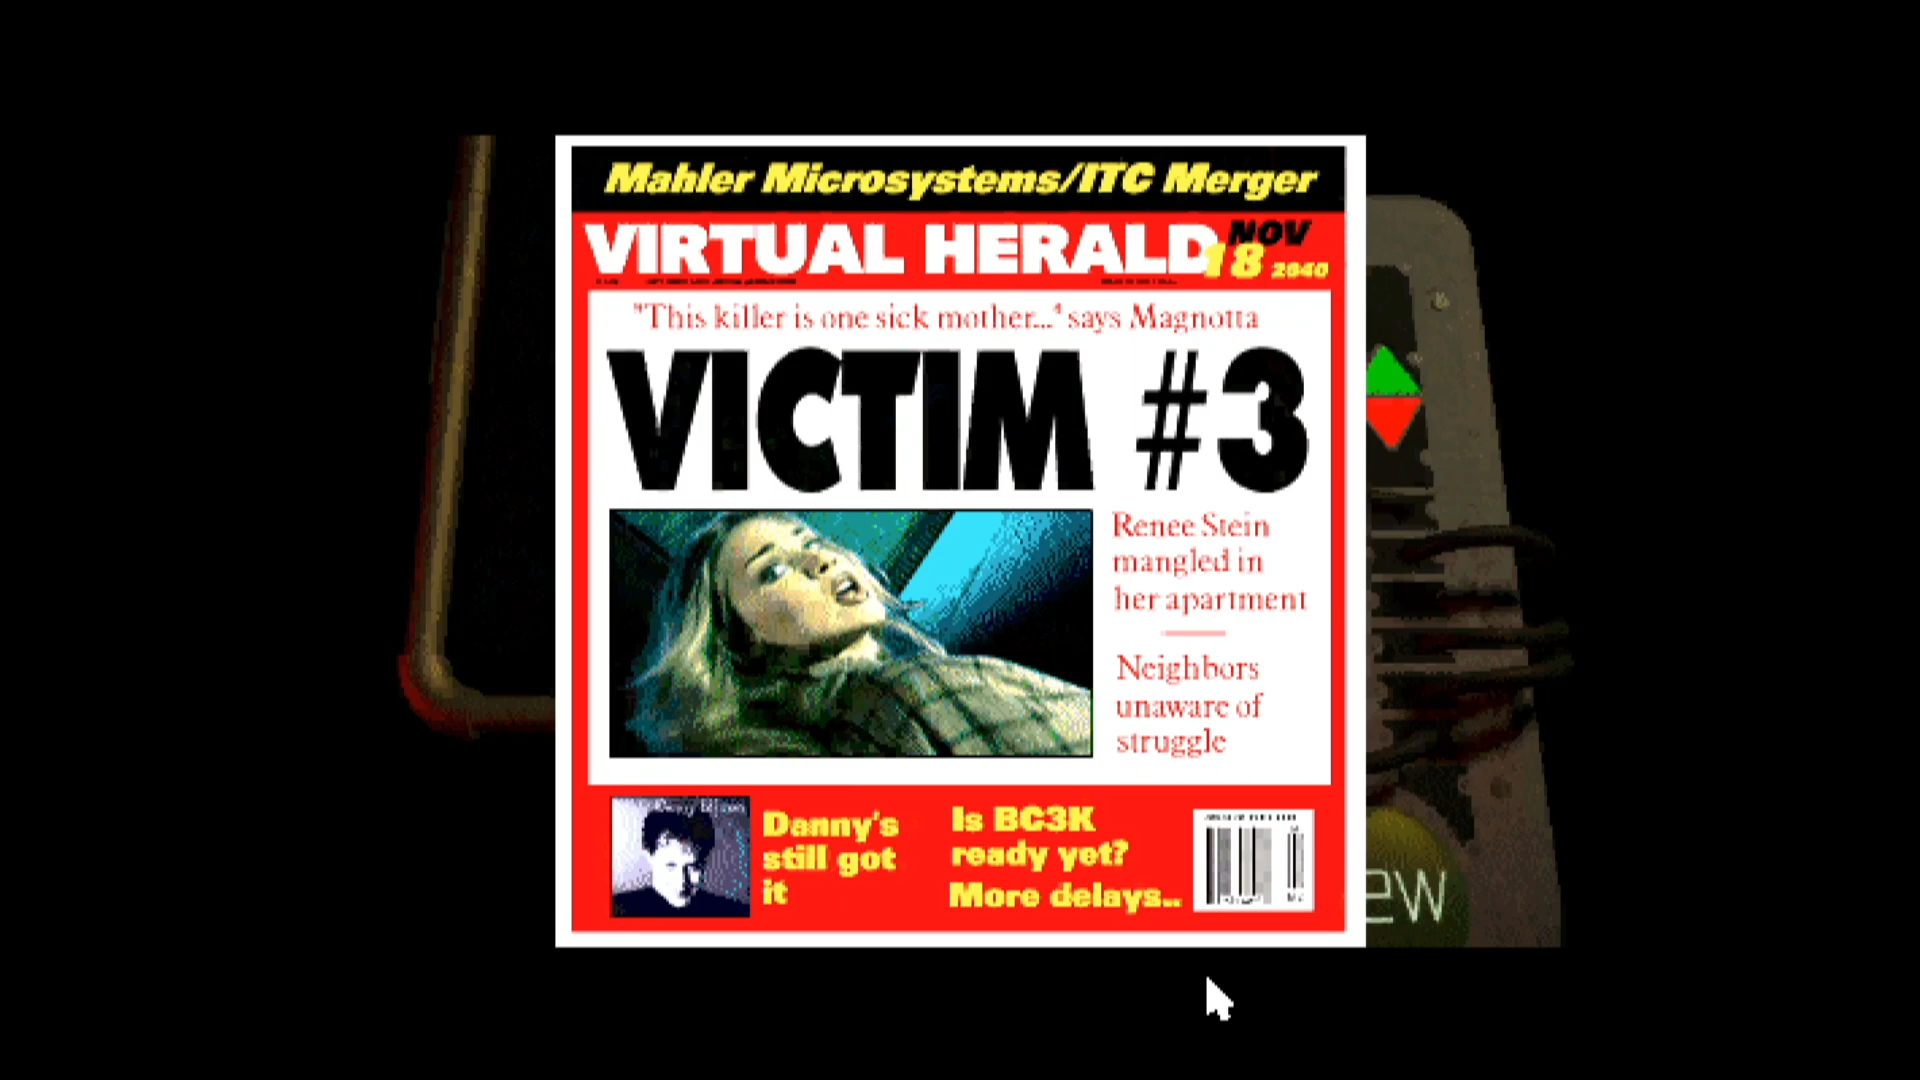 Mahler Microsystems/ITC Merger
VIRTUAL HERALD
NOV
18 2040
"This killer is one sick mother..." says Magnotta
VICTIM #3
Renee Stein
mangled in
her apartment
Neighbors
unaware of
struggle
Danny's
still got
it
Is BC3K
ready yet?
More delays..
ew